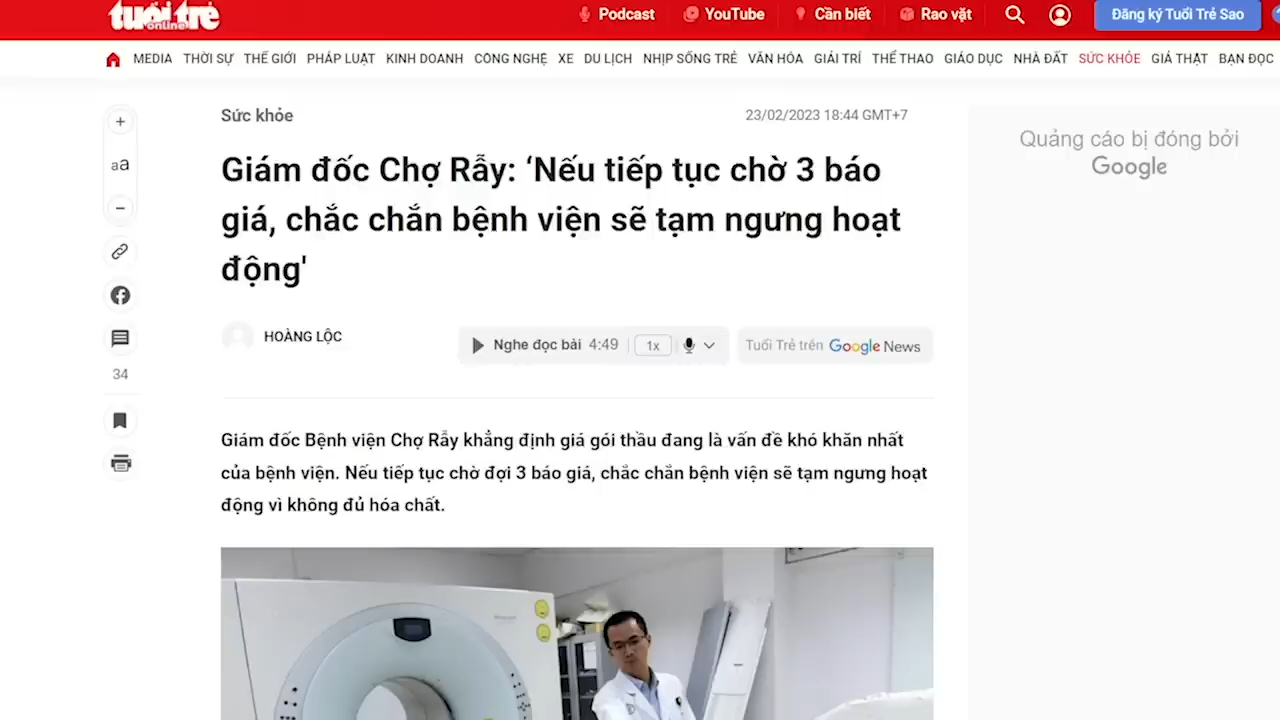 tuổi trẻ
online
Podcast
YouTube
Cần biết
Rao vặt
Đăng ký Tuổi Trẻ Sao
MEDIA THỜI SỰ THẾ GIỚI PHÁP LUẬT KINH DOANH CÔNG NGHỆ XE DU LỊCH NHỊP SỐNG TRẺ VĂN HÓA GIẢI TRÍ THỂ THAO GIÁO DỤC NHÀ ĐẤT SỨC KHỎE GIẢ THẬT BẠN ĐỌC
Sức khỏe
23/02/2023 18:44 GMT+7
+
aa
−
34
Giám đốc Chợ Rẫy: ‘Nếu tiếp tục chờ 3 báo
giá, chắc chắn bệnh viện sẽ tạm ngưng hoạt
động'
HOÀNG LỘC
Nghe đọc bài 4:49 1x
Tuổi Trẻ trên Google News
Giám đốc Bệnh viện Chợ Rẫy khẳng định giá gói thầu đang là vấn đề khó khăn nhất
của bệnh viện. Nếu tiếp tục chờ đợi 3 báo giá, chắc chắn bệnh viện sẽ tạm ngưng hoạt
động vì không đủ hóa chất.
Quảng cáo bị đóng bởi
Google